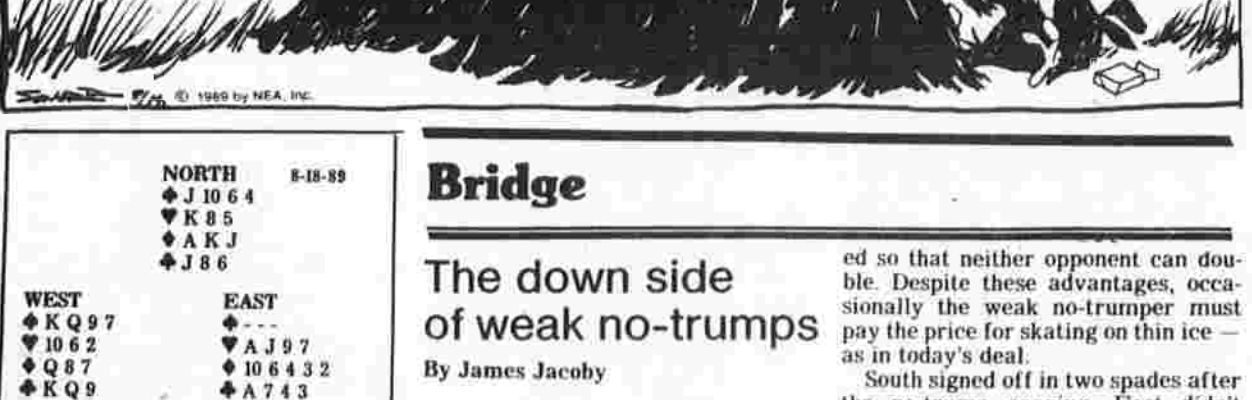 © 1989 by NEA, Inc.
NORTH 8-18-89
♠ J 10 6 4
♥ K 8 5
♦ A K J
♣ J 8 6
WEST EAST
♠ K Q 9 7 ♠ - - -
♥ 10 6 2 ♥ A J 9 7
♦ Q 8 7 ♦ 10 6 4 3 2
♣ K Q 9 ♣ A 7 4 3
Bridge
The down side
of weak no-trumps
By James Jacoby
ed so that neither opponent can dou-
ble. Despite these advantages, occa-
sionally the weak no-trumper must
pay the price for skating on thin ice —
as in today's deal.
South signed off in two spades after